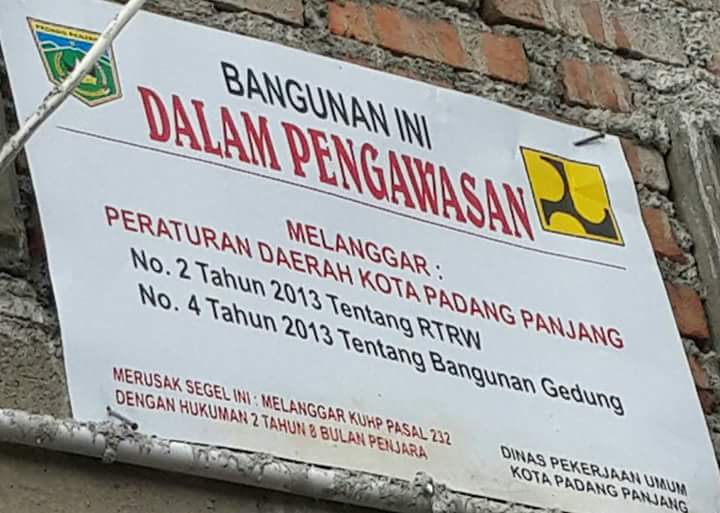 BANGUNAN INI
DALAM PENGAWASAN
MELANGGAR :
PERATURAN DAERAH KOTA PADANG PANJANG
No. 2 Tahun 2013 Tentang RTRW
No. 4 Tahun 2013 Tentang Bangunan Gedung
MERUSAK SEGEL INI : MELANGGAR KUHP PASAL 232
DENGAN HUKUMAN 2 TAHUN 8 BULAN PENJARA
DINAS PEKERJAAN UMUM
KOTA PADANG PANJANG